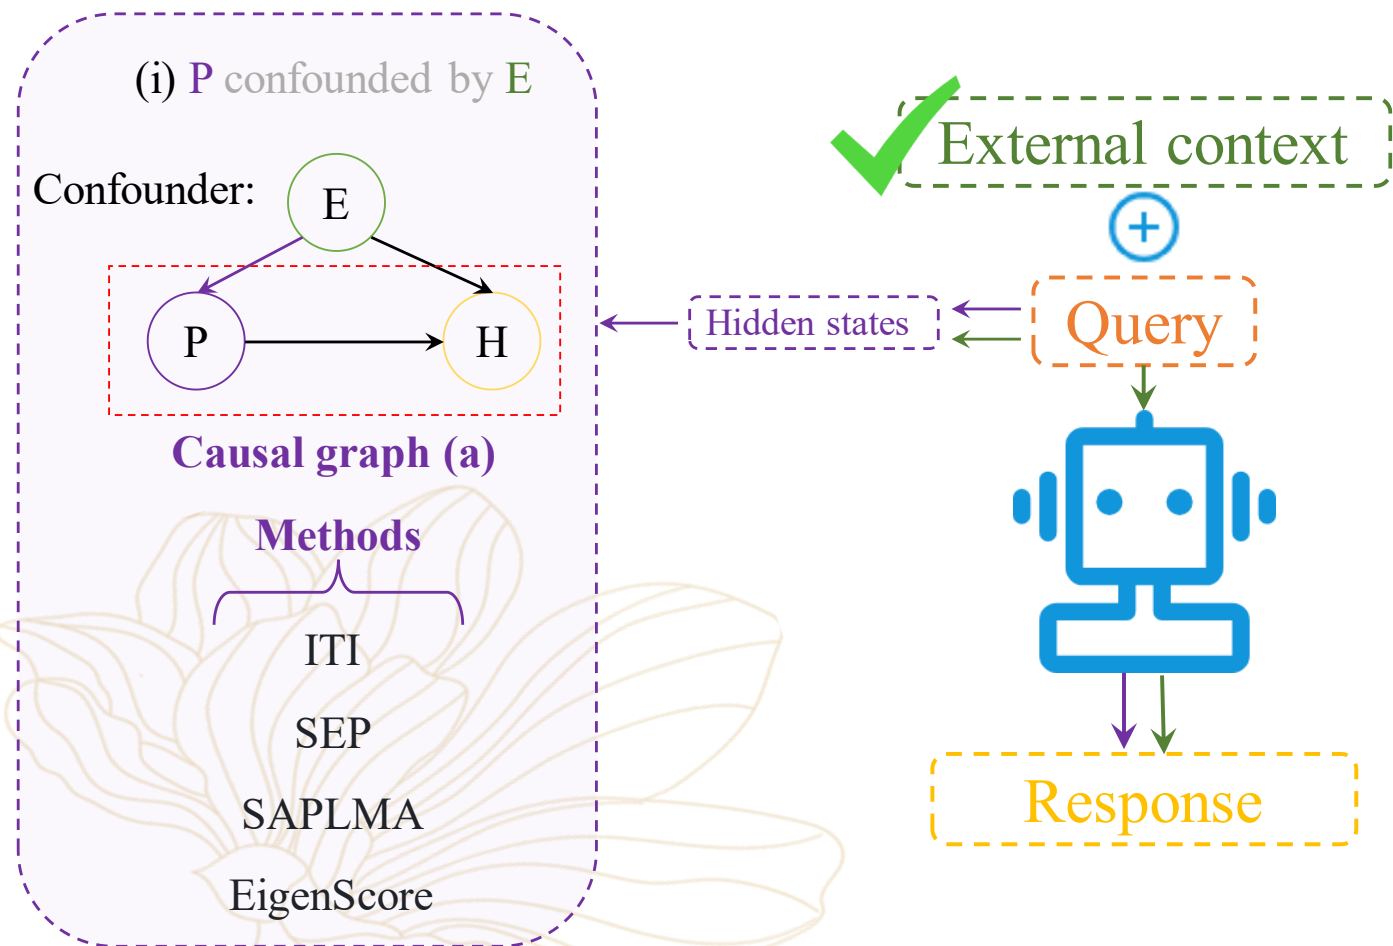 (i) P confounded by E
Confounder:
E
P
H
Causal graph (a)
Methods
ITI
SEP
SAPLMA
EigenScore
External context
Query
Hidden states
Response